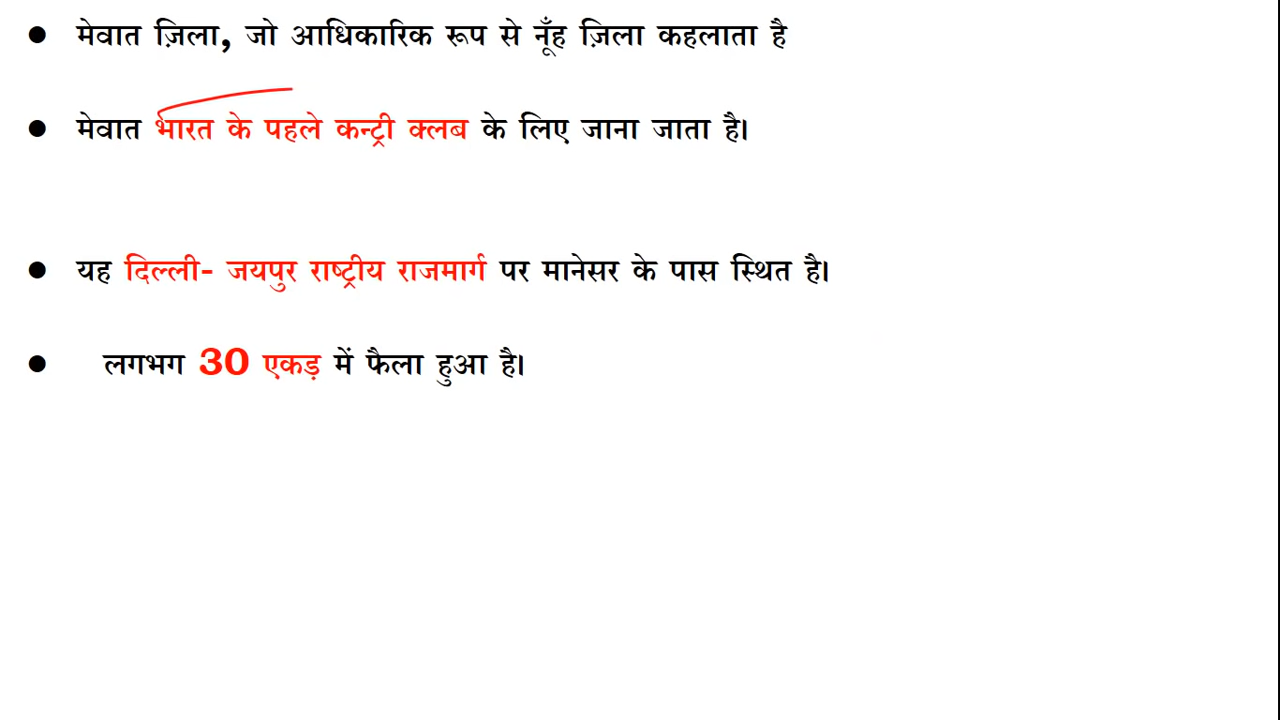 ● मेवात ज़िला, जो आधिकारिक रूप से नूँह ज़िला कहलाता है
● मेवात भारत के पहले कन्ट्री क्लब के लिए जाना जाता है।
● यह दिल्ली- जयपुर राष्ट्रीय राजमार्ग पर मानेसर के पास स्थित है।
● लगभग 30 एकड़ में फैला हुआ है।